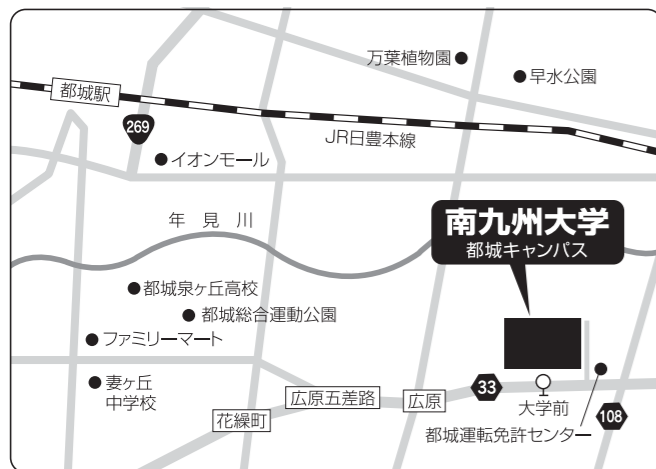 万葉植物園
早水公園
都城駅
269
JR日豊本線
イオンモール
年見川
南九州大学
都城キャンパス
都城泉ヶ丘高校
都城総合運動公園
ファミリーマート
妻ヶ丘
中学校
広原五差路
広原
花繰町
33
大学前
108
都城運転免許センター